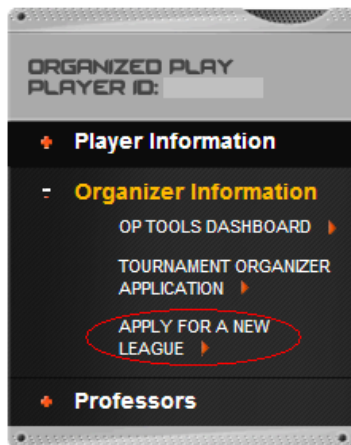 ORGANIZED PLAY
PLAYER ID:
Player Information
Organizer Information
OP TOOLS DASHBOARD
TOURNAMENT ORGANIZER
APPLICATION
APPLY FOR A NEW
LEAGUE
Professors